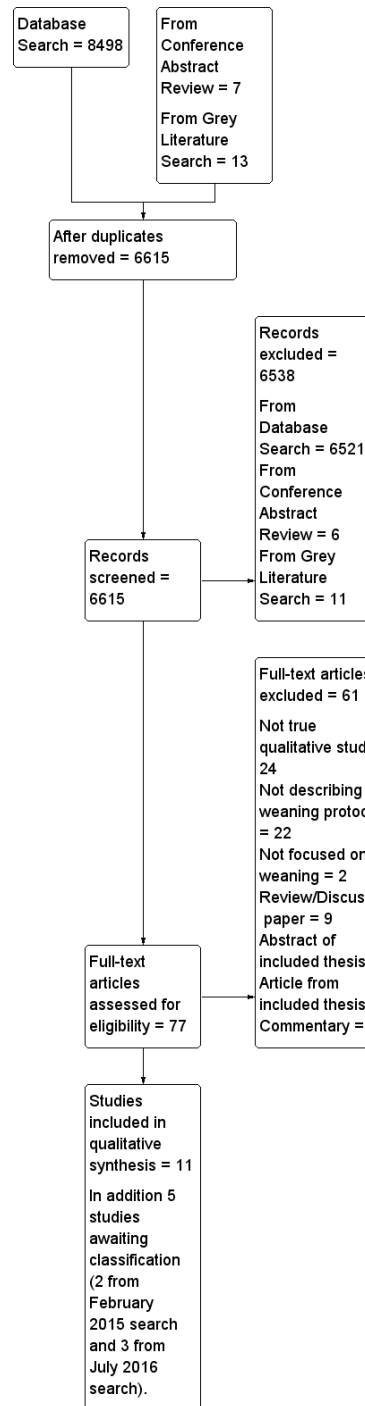 Database
Search = 8498
From
Conference
Abstract
Review = 7
From Grey
Literature
Search = 13
After duplicates
removed = 6615
Records
excluded =
6538
From
Database
Search = 6521
From
Conference
Abstract
Review = 6
From Grey
Literature
Search = 11
Records
screened =
6615
Full-text articles
excluded = 61
Not true
qualitative
24
Not describing
weaning
= 22
Not focused on
weaning = 2
paper = 9
Abstract of
included thesis
Article from
included thesis
Commentary =
Full-text
articles
assessed for
eligibility = 77
Studies
included in
qualitative
synthesis = 11
In addition 5
studies
awaiting
classification
(2 from
February
2015 search
and 3 from
July 2016
search).